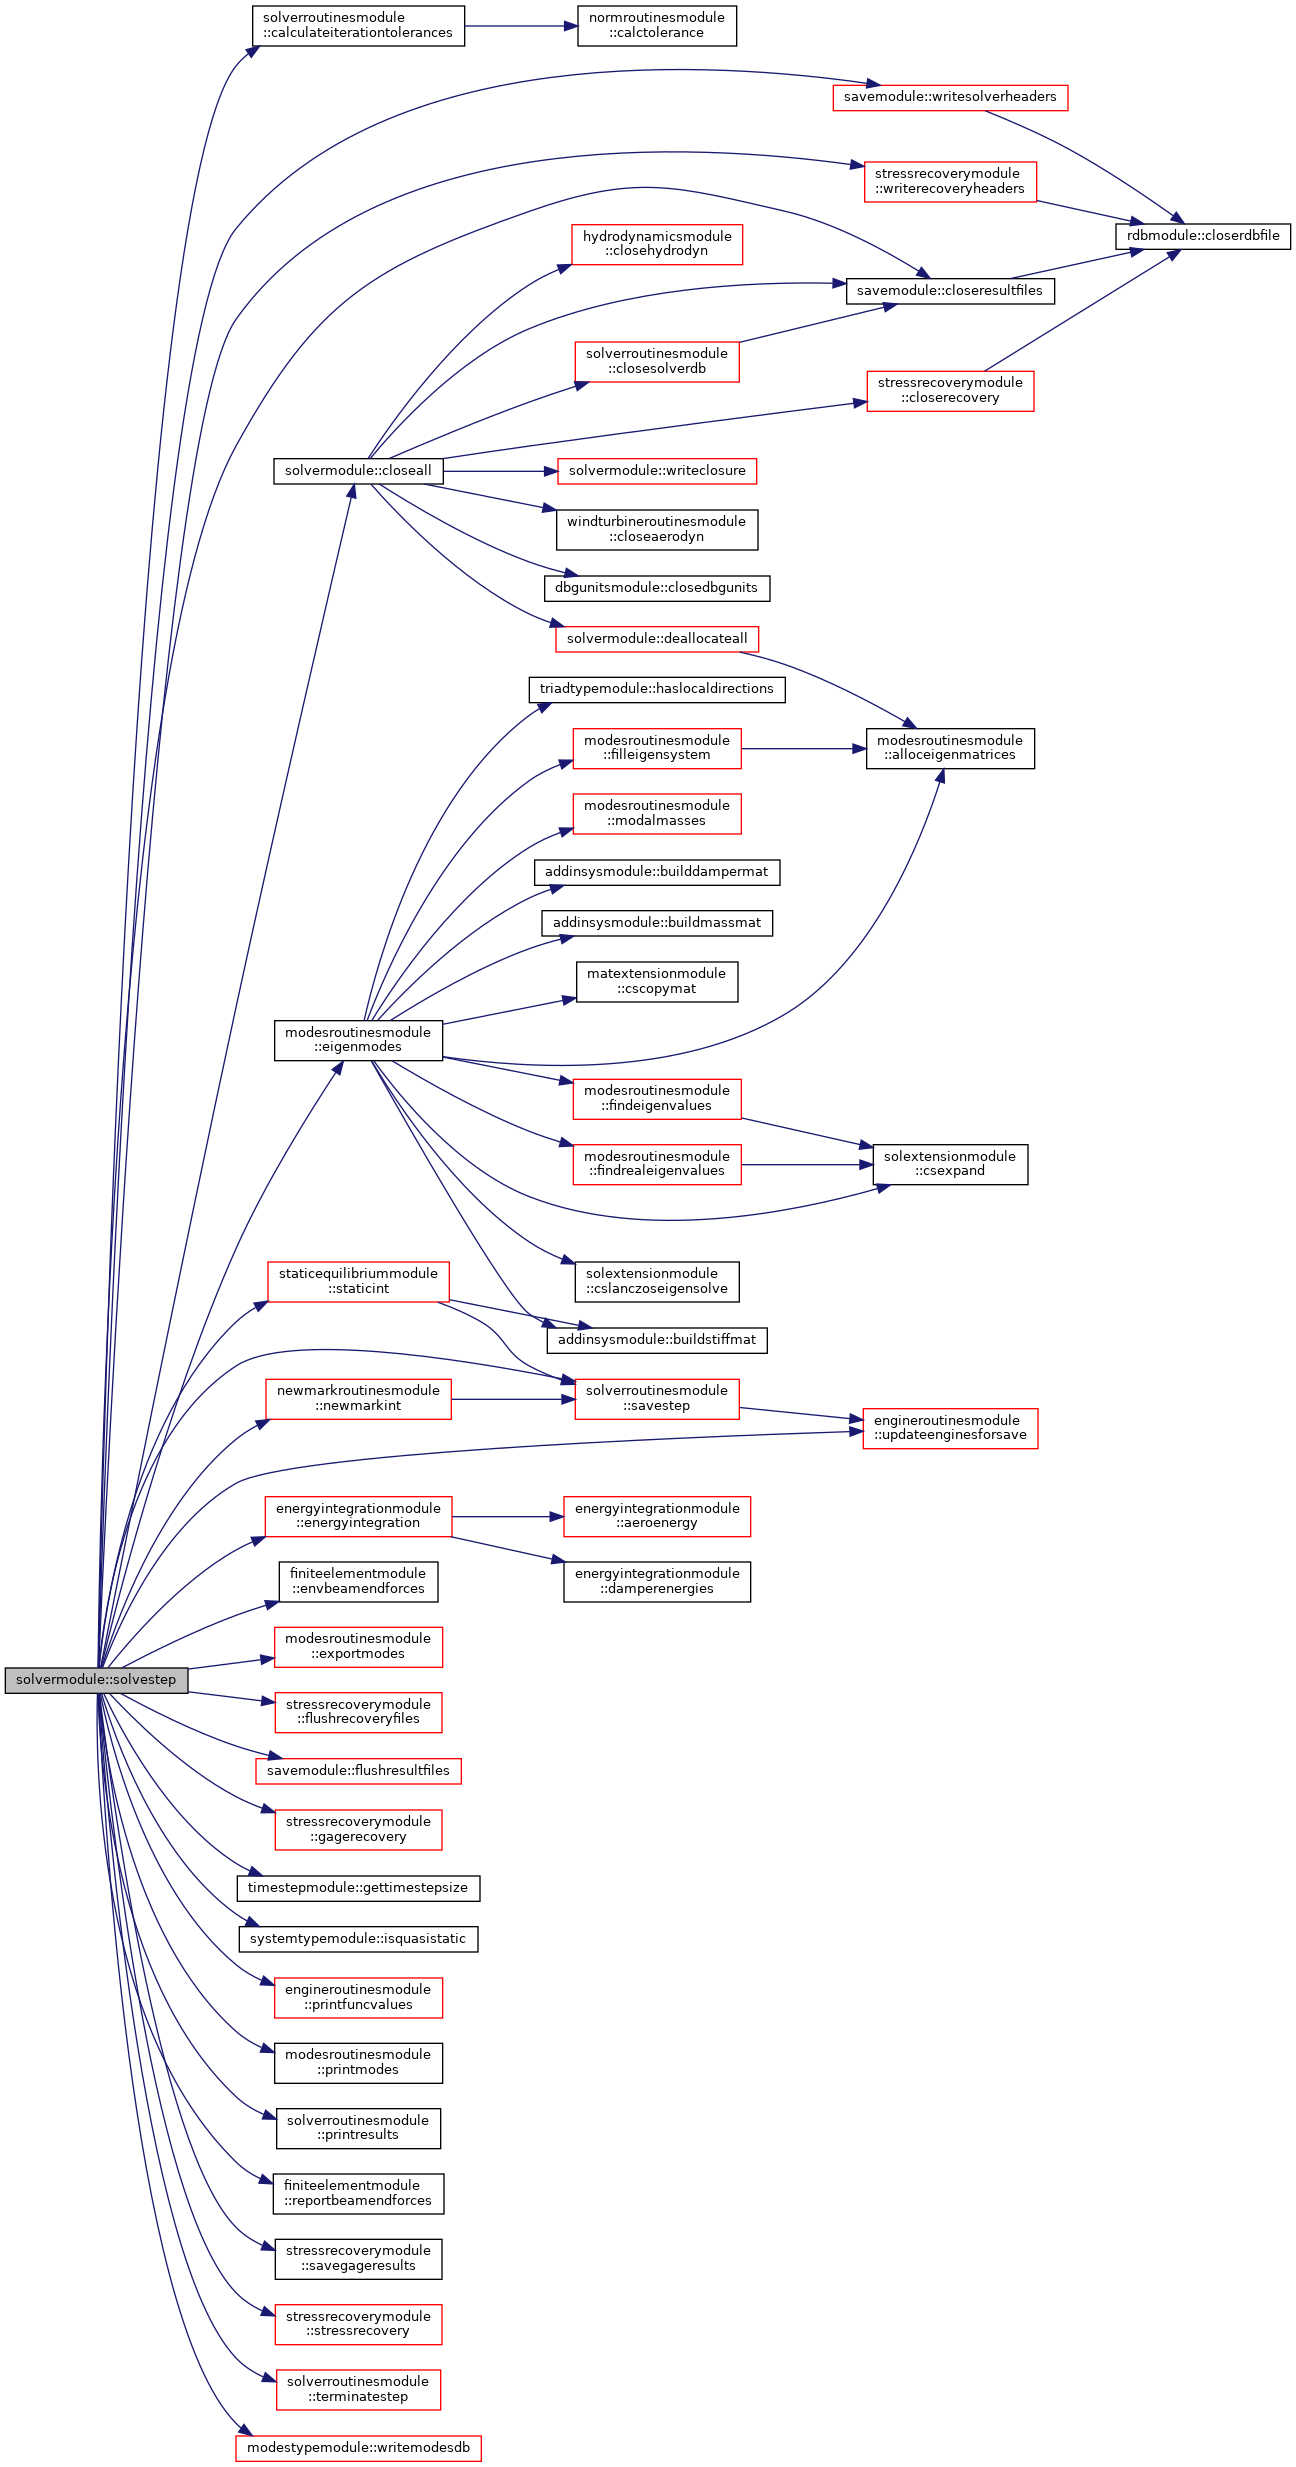 solverroutinesmodule
::calculateiterationtolerances
normroutinesmodule
::calctolerance
savemodule::writesolverheaders
stressrecoverymodule
::writerecoveryheaders
rdbmodule::closerdbfile
hydrodynamicsmodule
::closehydrodyn
savemodule::closeresultfiles
solverroutinesmodule
::closesolverdb
stressrecoverymodule
::closerecovery
solvermodule::closeall
solvermodule::writeclosure
windturbineroutinesmodule
::closeaerodyn
dbgunitsmodule::closedbgunits
solvermodule::deallocateall
triadtypemodule::haslocaldirections
modesroutinesmodule
::filleigensystem
modesroutinesmodule
::alloceigenmatrices
modesroutinesmodule
::modalmasses
addinsysmodule::builddampermat
addinsysmodule::buildmassmat
matextensionmodule
::cscopymat
modesroutinesmodule
::eigenmodes
modesroutinesmodule
::findeigenvalues
modesroutinesmodule
::findrealeigenvalues
solextensionmodule
::csexpand
solextensionmodule
::cslanczoseigensolve
staticequilibriummodule
::staticint
addinsysmodule::buildstiffmat
newmarkroutinesmodule
::newmarkint
solverroutinesmodule
::savestep
engineroutinesmodule
::updateenginesforsave
energyintegrationmodule
::energyintegration
energyintegrationmodule
::aeroenergy
energyintegrationmodule
::damperenergies
finiteelementmodule
::envbeamendforces
modesroutinesmodule
::exportmodes
solvermodule::solvestep
stressrecoverymodule
::flushrecoveryfiles
savemodule::flushresultfiles
stressrecoverymodule
::gagerecovery
timestepmodule::gettimestepsize
systemtypemodule::isquasistatic
engineroutinesmodule
::printfuncvalues
modesroutinesmodule
::printmodes
solverroutinesmodule
::printresults
finiteelementmodule
::reportbeamendforces
stressrecoverymodule
::savegageresults
stressrecoverymodule
::stressrecovery
solverroutinesmodule
::terminatestep
modestypemodule::writemodesdb